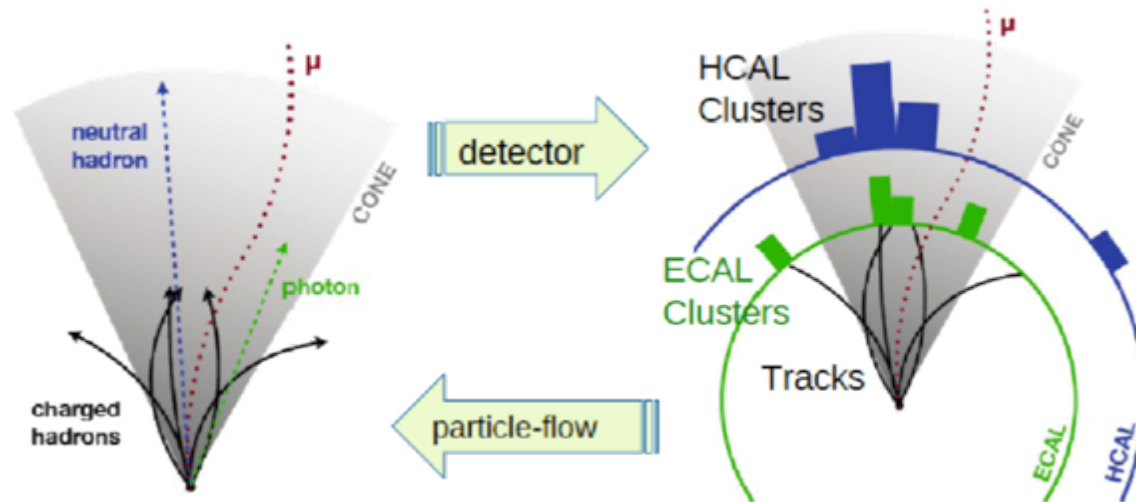 μ
neutral
hadron
CONE
photon
charged
hadrons
detector
particle-flow
μ
HCAL
Clusters
CONE
ECAL
Clusters
Tracks
ECAL
HCAL